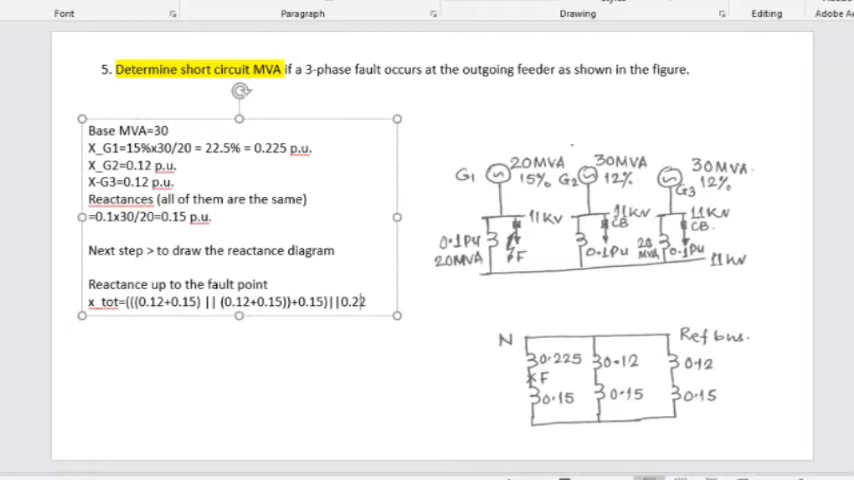 Font Paragraph Drawing Editing Adobe
5. Determine short circuit MVA if a 3-phase fault occurs at the outgoing feeder as shown in the figure.
Base MVA=30
X_G1=15%x30/20 = 22.5% = 0.225 p.u.
X_G2=0.12 p.u.
X-G3=0.12 p.u.
Reactances (all of them are the same)
=0.1x30/20=0.15 p.u.
Next step > to draw the reactance diagram
Reactance up to the fault point
x_tot=(((0.12+0.15) || (0.12+0.15))+0.15)||0.22
G1 20MVA 15% G2 30MVA 12% G3 30MVA 12%
11KV 11KV CB 11KV CB.
0.1PU 20MVA F 0.1PU 20 MVA 0.1PU 11KV
N Ref bus.
0.225 0.12 0.12
F
0.15 0.15 0.15